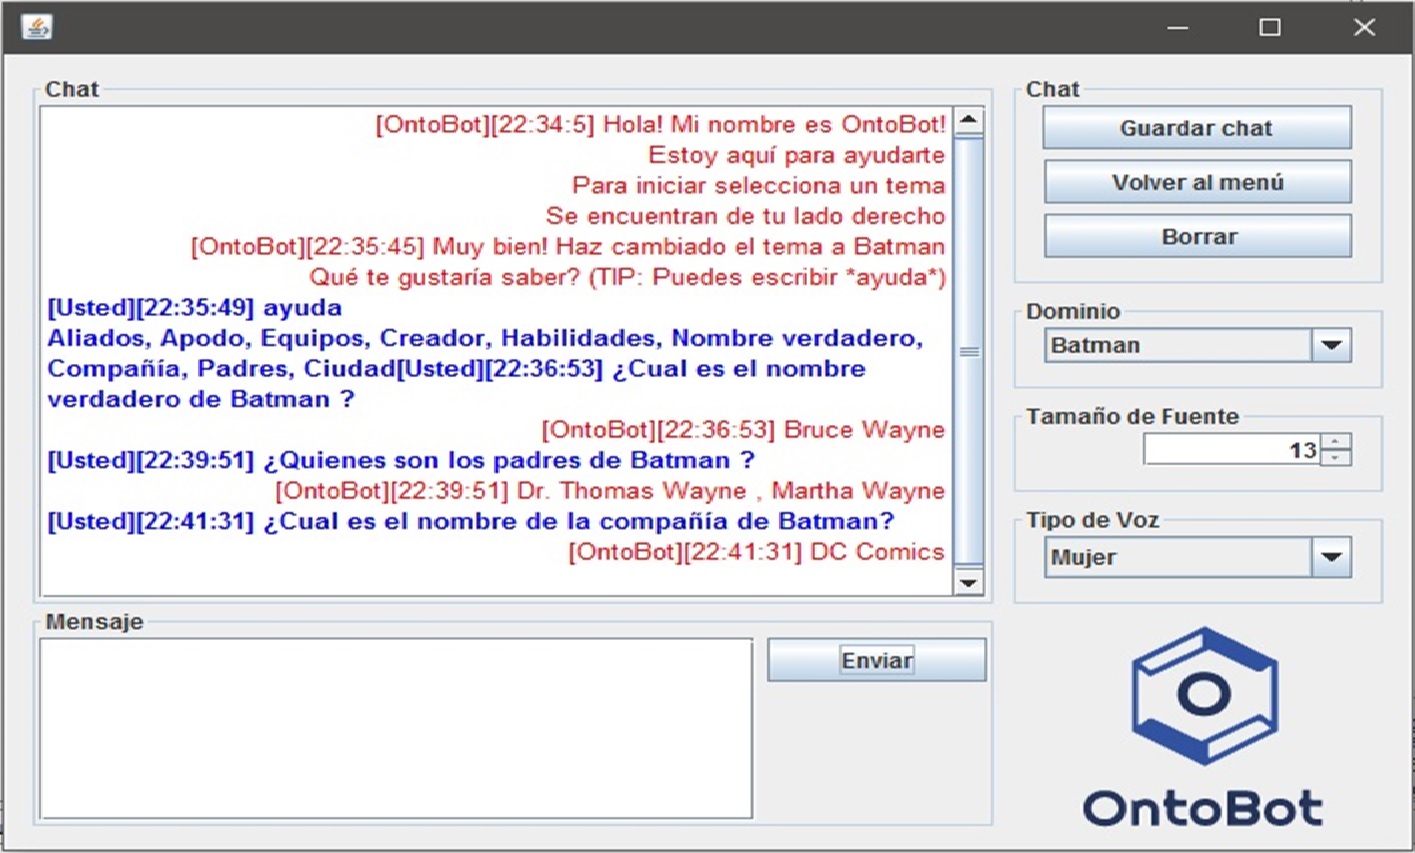 Chat
[OntoBot][22:34:5] Hola! Mi nombre es OntoBot!
Estoy aquí para ayudarte
Para iniciar selecciona un tema
Se encuentran de tu lado derecho
[OntoBot][22:35:45] Muy bien! Haz cambiado el tema a Batman
Qué te gustaría saber? (TIP: Puedes escribir *ayuda*)
[Usted][22:35:49] ayuda
Aliados, Apodo, Equipos, Creador, Habilidades, Nombre verdadero,
Compañía, Padres, Ciudad[Usted][22:36:53] ¿Cual es el nombre
verdadero de Batman ?
[OntoBot][22:36:53] Bruce Wayne
[Usted][22:39:51] ¿Quienes son los padres de Batman ?
[OntoBot][22:39:51] Dr. Thomas Wayne , Martha Wayne
[Usted][22:41:31] ¿Cual es el nombre de la compañía de Batman?
[OntoBot][22:41:31] DC Comics
Mensaje
Enviar
Chat
Guardar chat
Volver al menú
Borrar
Dominio
Batman
Tamaño de Fuente
13
Tipo de Voz
Mujer
OntoBot